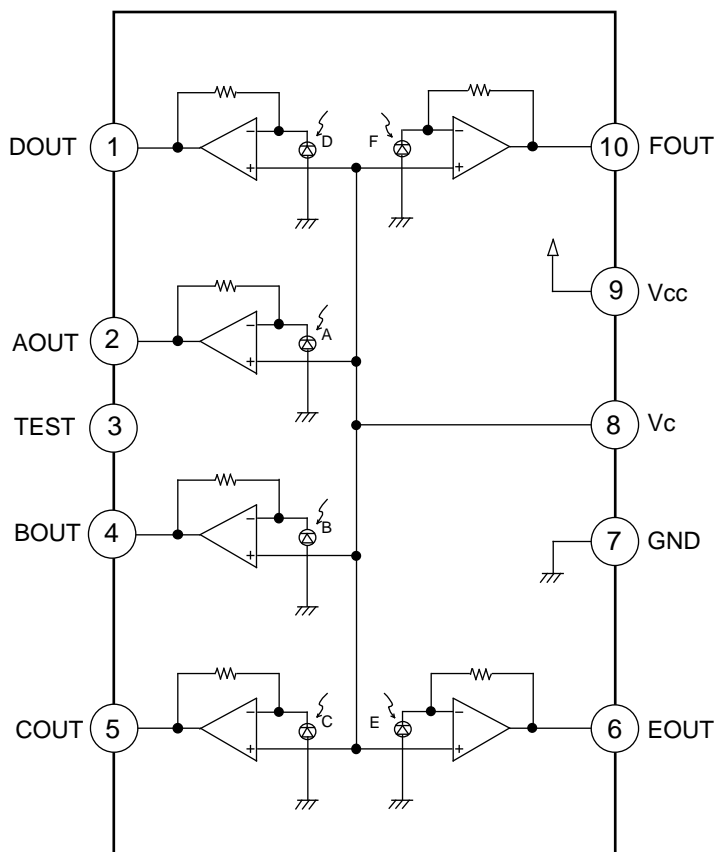 DOUT 1 − + D F − + 10 FOUT
9 Vcc
AOUT 2 − + A
TEST 3
8 Vc
BOUT 4 − + B
7 GND
COUT 5 − + C E − + 6 EOUT